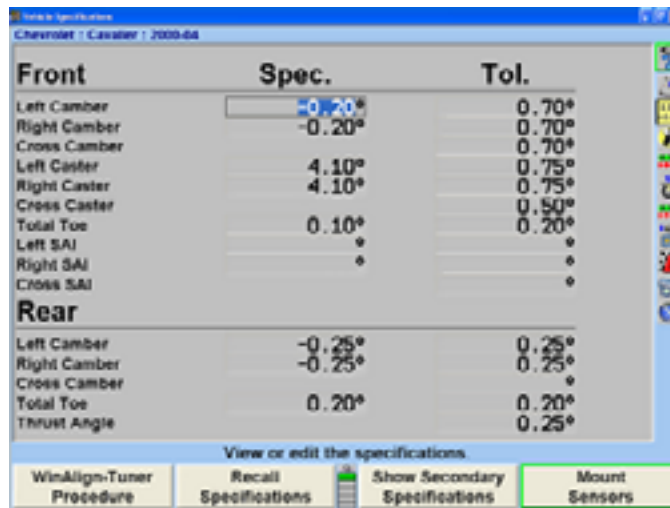 Vehicle Specifications
Chevrolet : Cavalier : 2000-04
Front Spec. Tol.
Left Camber -0.20° 0.70°
Right Camber -0.20° 0.70°
Cross Camber 0.70°
Left Caster 4.10° 0.75°
Right Caster 4.10° 0.75°
Cross Caster 0.50°
Total Toe 0.10° 0.20°
Left SAI ° °
Right SAI ° °
Cross SAI °
Rear
Left Camber -0.25° 0.25°
Right Camber -0.25° 0.25°
Cross Camber °
Total Toe 0.20° 0.20°
Thrust Angle 0.25°
View or edit the specifications.
WinAlign-Tuner Procedure
Recall Specifications
Show Secondary Specifications
Mount Sensors